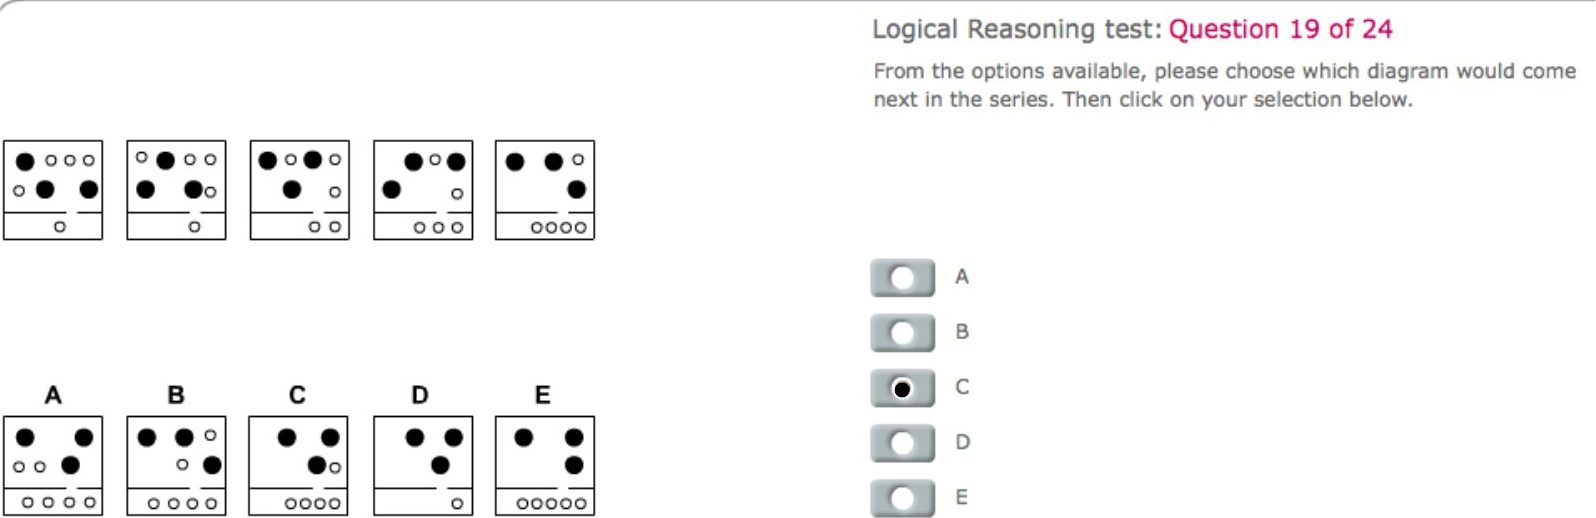 Logical Reasoning test: Question 19 of 24
From the options available, please choose which diagram would come
next in the series. Then click on your selection below.
A
B
C
D
E
A B C D E